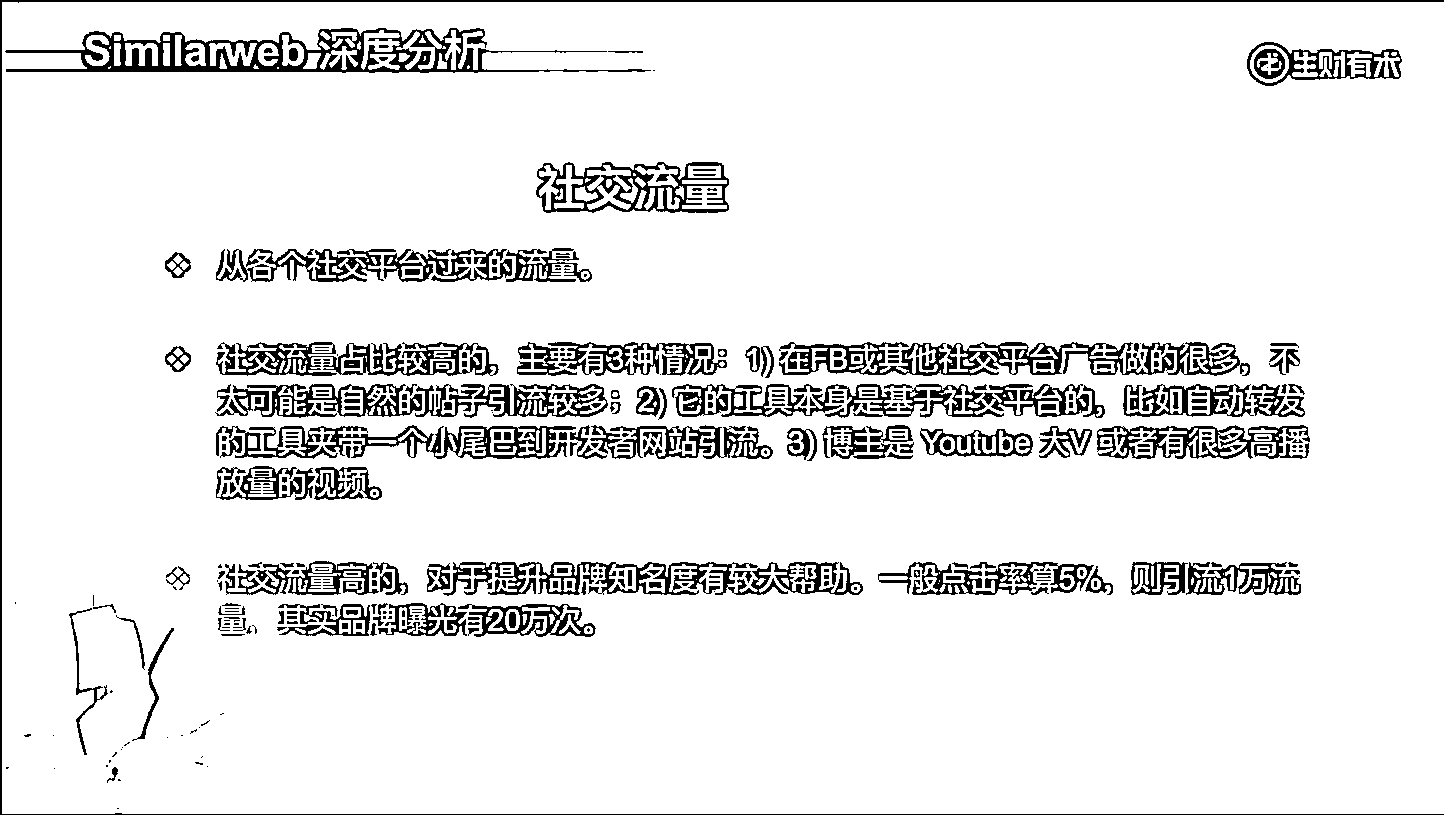 Similarweb 深度分析
生财有术
社交流量
从各个社交平台过来的流量。
社交流量占比较高的，主要有3种情况：1) 在FB或其他社交平台广告做的很多，不
太可能是自然的帖子引流较多；2) 它的工具本身是基于社交平台的，比如自动转发
的工具夹带一个小尾巴到开发者网站引流。3) 博主是 Youtube 大V 或者有很多高播
放量的视频。
社交流量高的，对于提升品牌知名度有较大帮助。一般点击率算5%，则引流1万流
量，其实品牌曝光有20万次。